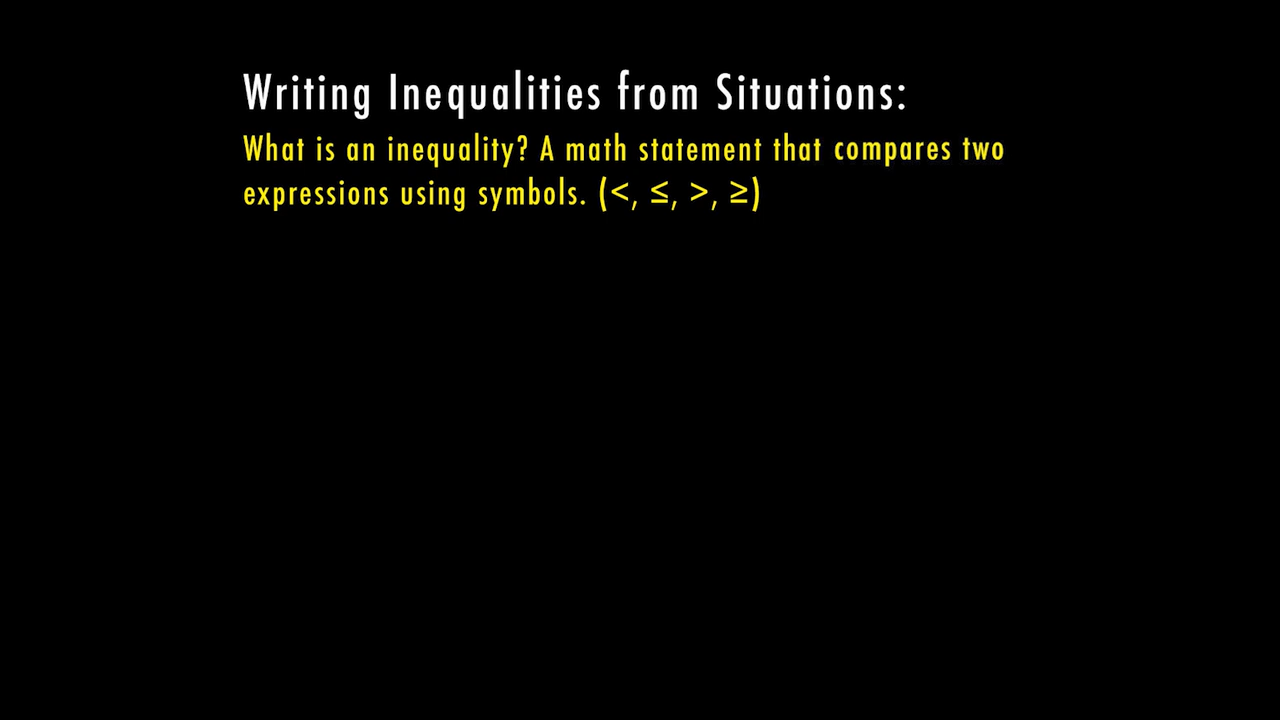 Writing Inequalities from Situations:
What is an inequality? A math statement that compares two
expressions using symbols. (<, ≤, >, ≥)